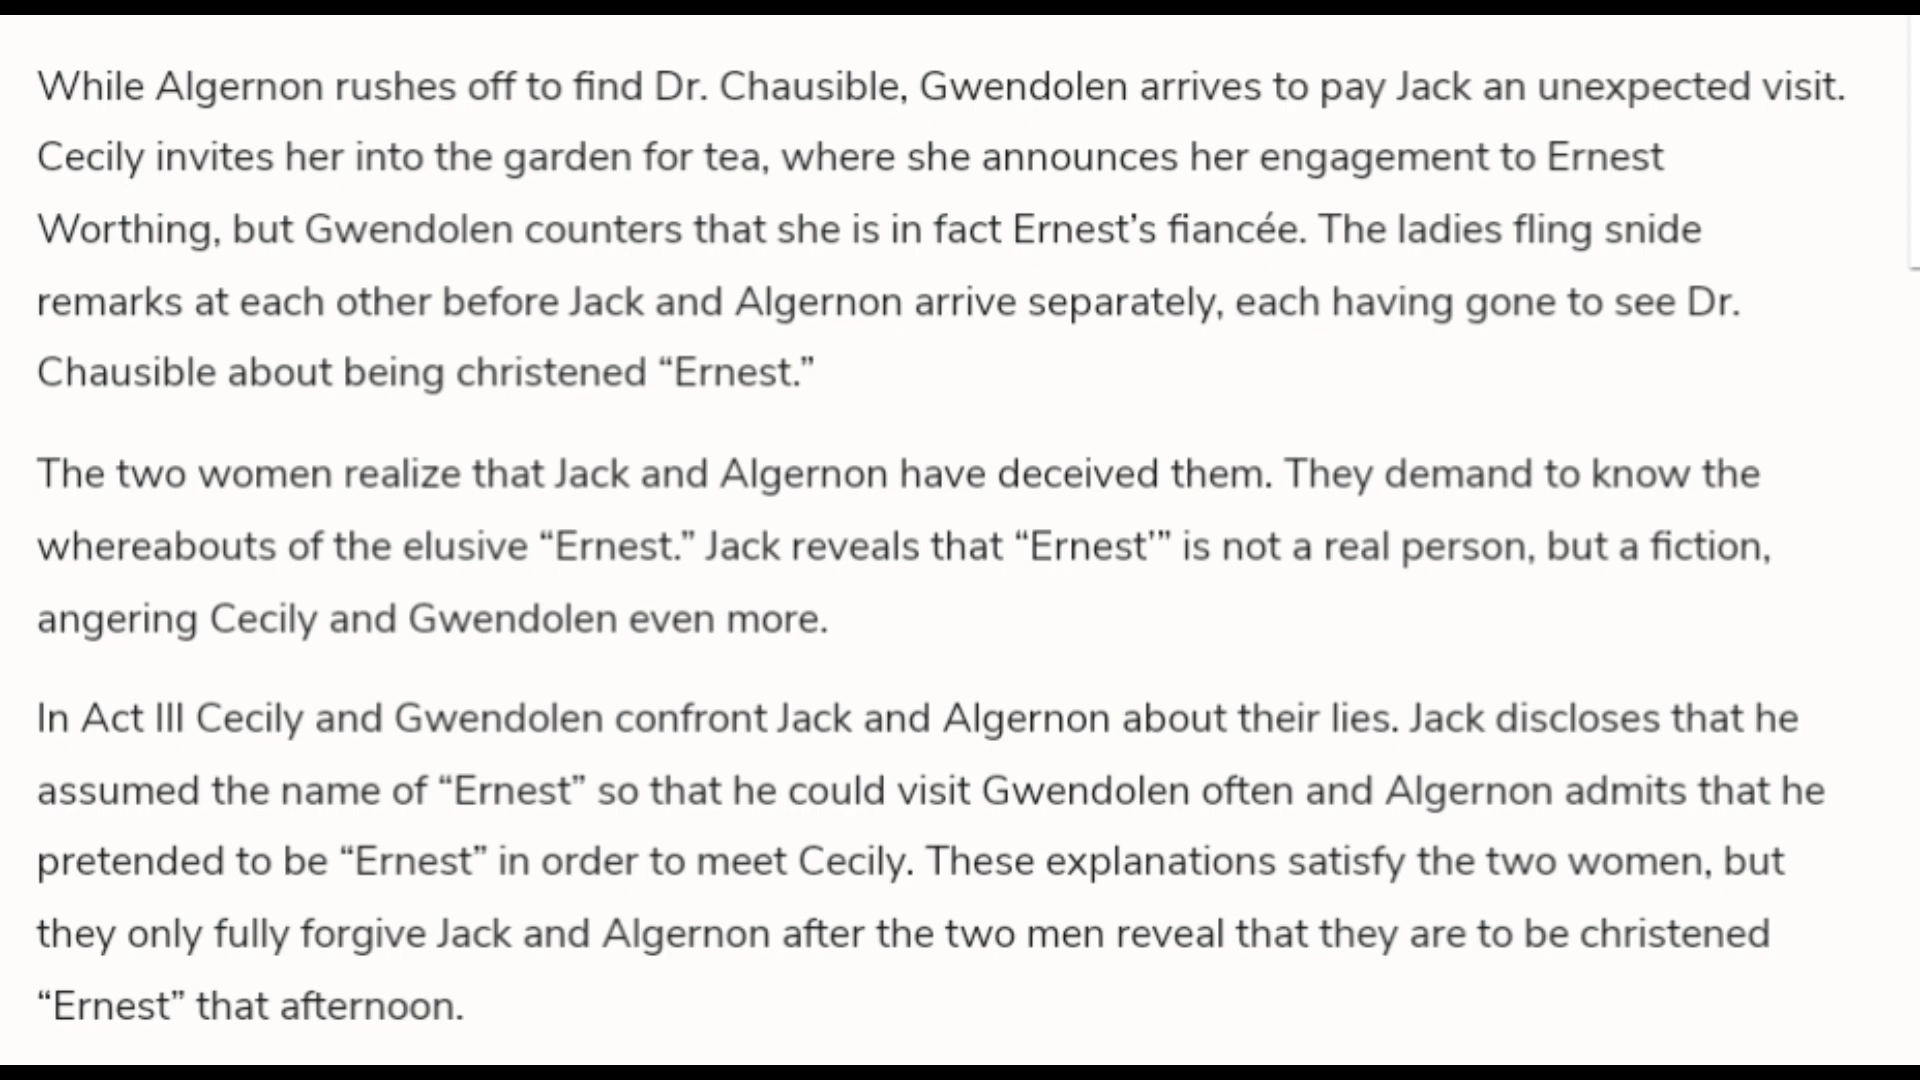 While Algernon rushes off to find Dr. Chausible, Gwendolen arrives to pay Jack an unexpected visit.
Cecily invites her into the garden for tea, where she announces her engagement to Ernest
Worthing, but Gwendolen counters that she is in fact Ernest’s fiancée. The ladies fling snide
remarks at each other before Jack and Algernon arrive separately, each having gone to see Dr.
Chausible about being christened “Ernest.”
The two women realize that Jack and Algernon have deceived them. They demand to know the
whereabouts of the elusive “Ernest.” Jack reveals that “Ernest’” is not a real person, but a fiction,
angering Cecily and Gwendolen even more.
In Act III Cecily and Gwendolen confront Jack and Algernon about their lies. Jack discloses that he
assumed the name of “Ernest” so that he could visit Gwendolen often and Algernon admits that he
pretended to be “Ernest” in order to meet Cecily. These explanations satisfy the two women, but
they only fully forgive Jack and Algernon after the two men reveal that they are to be christened
“Ernest” that afternoon.